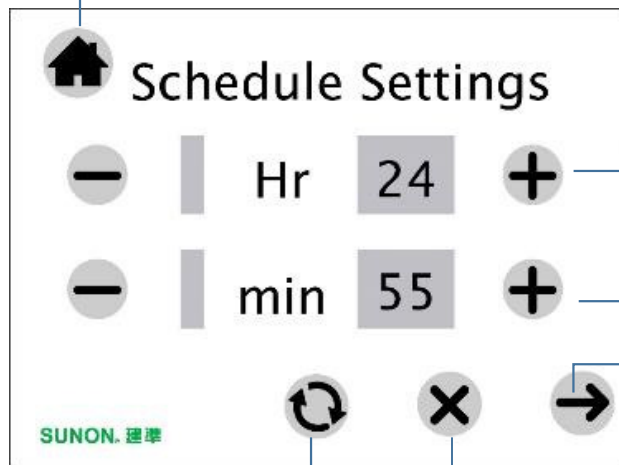 Schedule Settings
Hr 24
min 55
SUNON. 建準